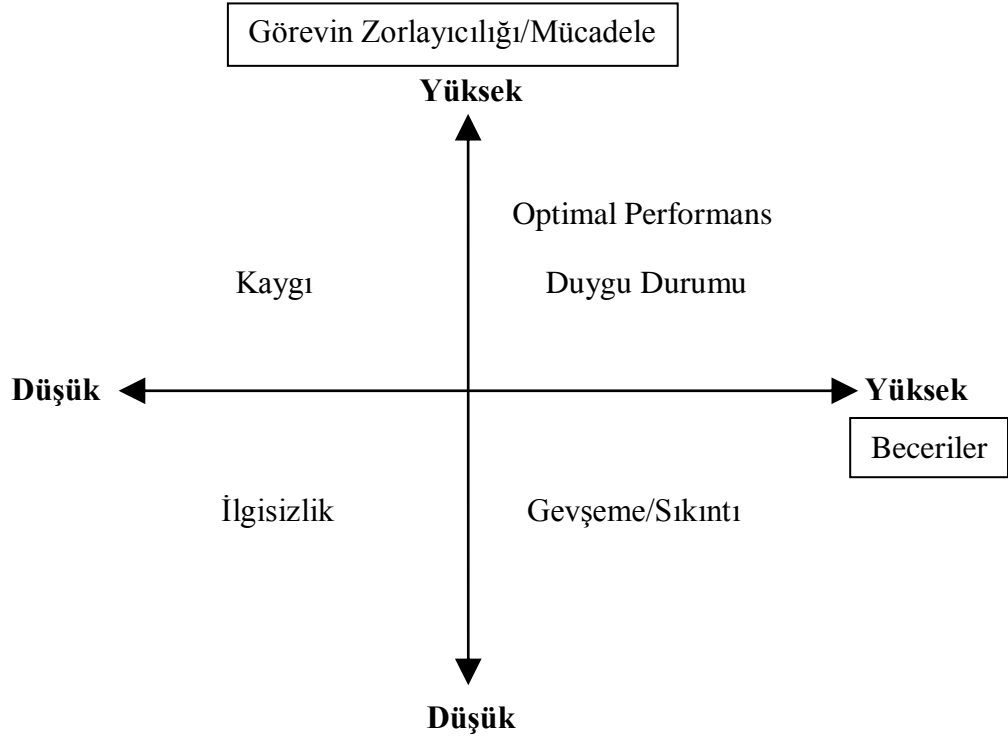 Görevin Zorlayıcılığı/Mücadele
Yüksek
Optimal Performans
Kaygı
Duygu Durumu
Düşük
Yüksek
Beceriler
İlgisizlik
Gevşeme/Sıkıntı
Düşük